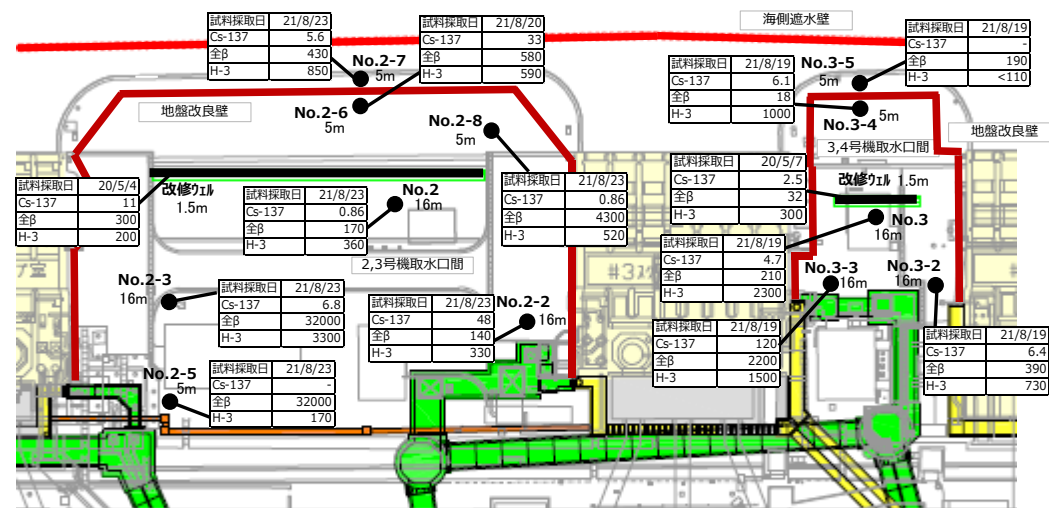 海側遮水壁
試料採取日 21/8/23
Cs-137 5.6
全β 430
H-3 850
試料採取日 21/8/20
Cs-137 33
全β 580
H-3 590
No.2-7
5m
No.2-6
5m
地盤改良壁
No.2-8
5m
試料採取日 21/8/19
Cs-137 6.1
全β 18
H-3 1000
No.3-5
5m
試料採取日 21/8/19
Cs-137 -
全β 190
H-3 <110
5m
No.3-4
地盤改良壁
3,4号機取水口間
試料採取日 20/5/4
Cs-137 11
全β 300
H-3 200
改修ウェル
1.5m
試料採取日 21/8/23
Cs-137 0.86
全β 170
H-3 360
No.2
16m
試料採取日 21/8/23
Cs-137 0.86
全β 4300
H-3 520
試料採取日 20/5/7
Cs-137 2.5
全β 32
H-3 300
改修ウェル 1.5m
No.3
16m
2,3号機取水口間
試料採取日 21/8/19
Cs-137 4.7
全β 210
H-3 2300
No.2-3
16m
試料採取日 21/8/23
Cs-137 6.8
全β 32000
H-3 3300
試料採取日 21/8/23
Cs-137 48
全β 140
H-3 330
No.2-2
16m
No.3-3
16m
No.3-2
16m
試料採取日 21/8/19
Cs-137 120
全β 2200
H-3 1500
試料採取日 21/8/19
Cs-137 6.4
全β 390
H-3 730
No.2-5
5m
試料採取日 21/8/23
Cs-137 -
全β 32000
H-3 170